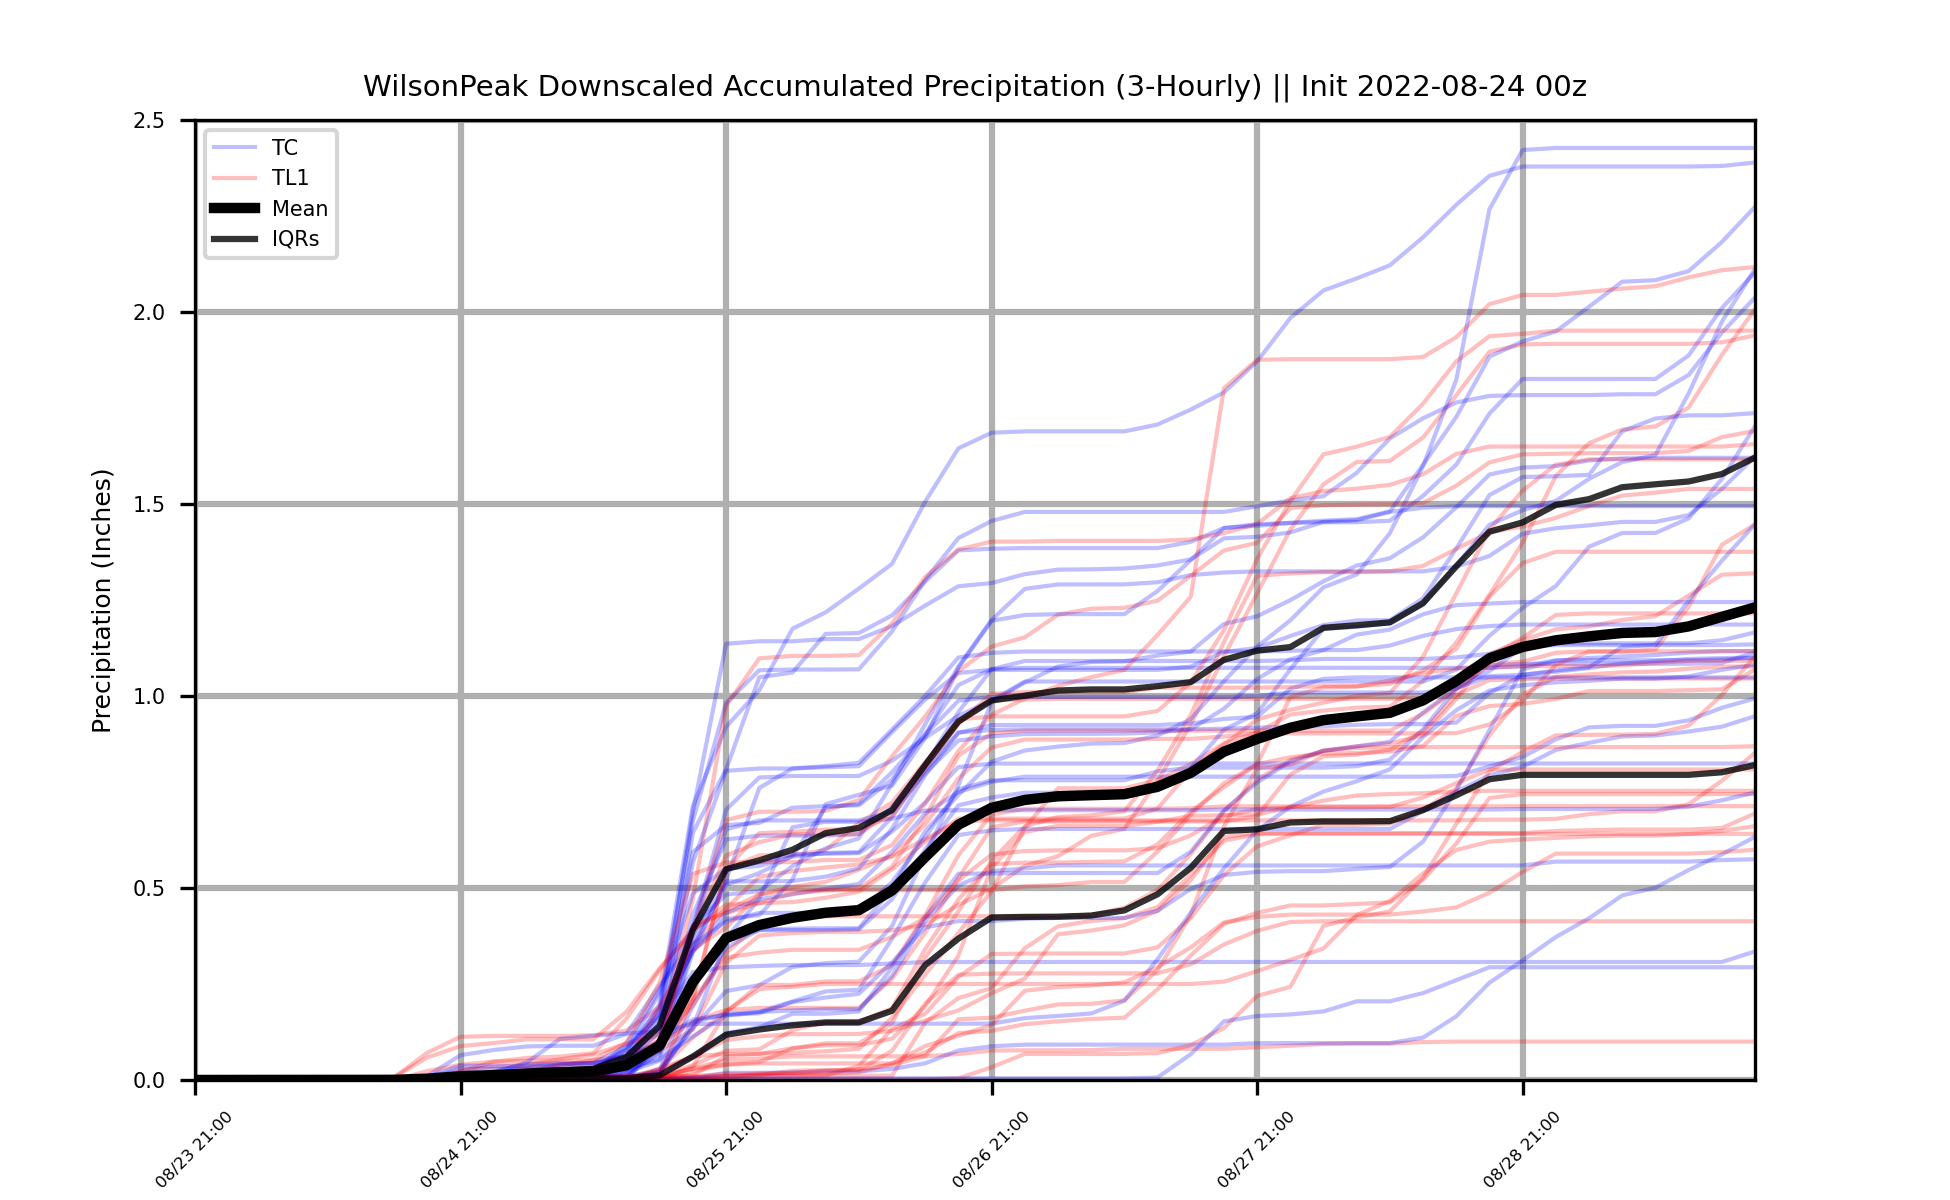 WilsonPeak Downscaled Accumulated Precipitation (3-Hourly) || Init 2022-08-24 00z
2.5
2.0
1.5
1.0
0.5
0.0
Precipitation (Inches)
TC
TL1
Mean
IQRs
08/23 21:00
08/24 21:00
08/25 21:00
08/26 21:00
08/27 21:00
08/28 21:00